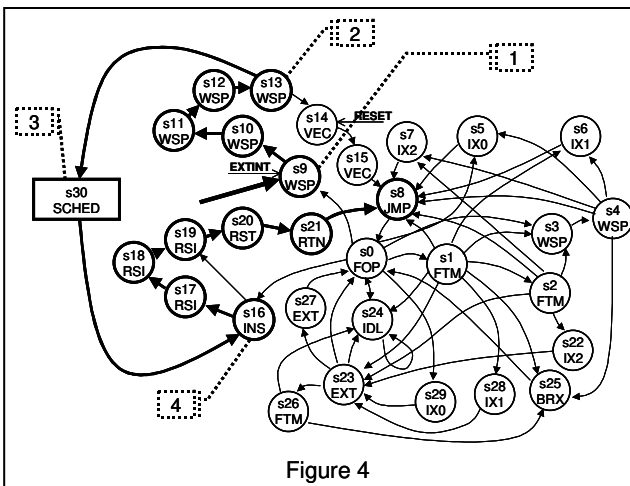 2
1
3
4
s12
WSP
s13
WSP
s11
WSP
s10
WSP
s14
VEC
RESET
s15
VEC
s7
IX2
s5
IX0
s6
IX1
EXTINT
s9
WSP
s8
JMP
s4
WSP
s3
WSP
s30
SCHED
s20
RST
s21
RTN
s19
RSI
s18
RSI
s17
RSI
s16
INS
s0
FOP
s1
FTM
s2
FTM
s27
EXT
s24
IDL
s22
IX2
s23
EXT
s26
FTM
s29
IX0
s28
IX1
s25
BRX
Figure 4